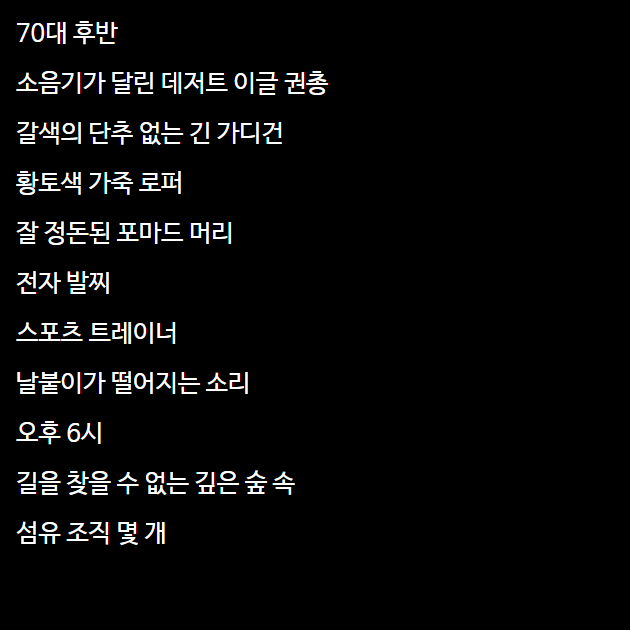 70대 후반
소음기가 달린 데저트 이글 권총
갈색의 단추 없는 긴 가디건
황토색 가죽 로퍼
잘 정돈된 포마드 머리
전자 발찌
스포츠 트레이너
날붙이가 떨어지는 소리
오후 6시
길을 찾을 수 없는 깊은 숲 속
섬유 조직 몇 개